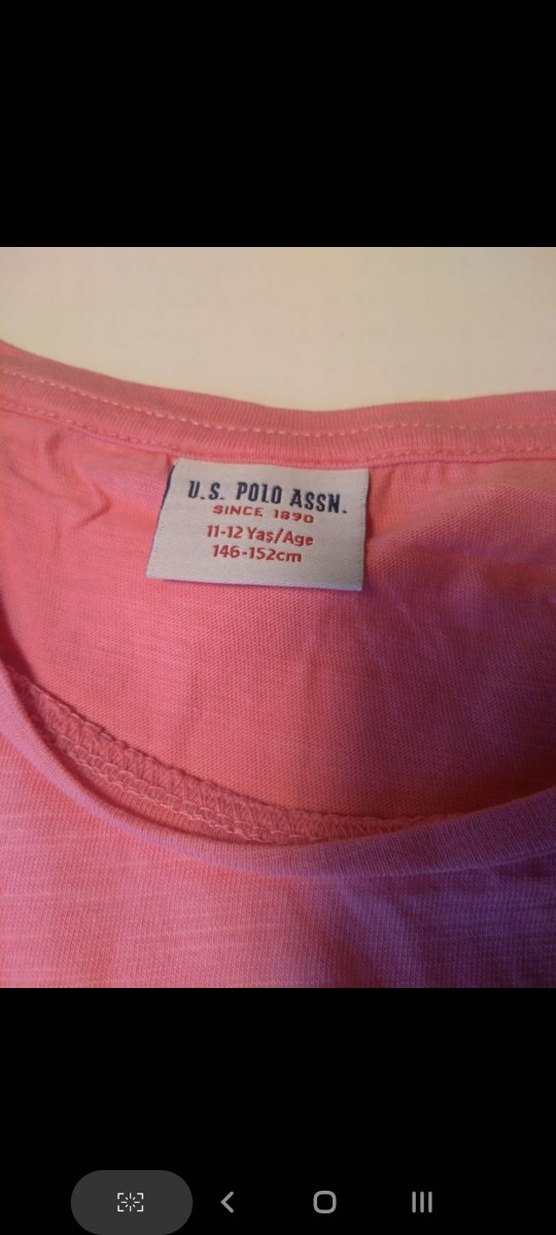 U.S. POLO ASSN.
SINCE 1890
11-12 Yaş/Age
146-152cm